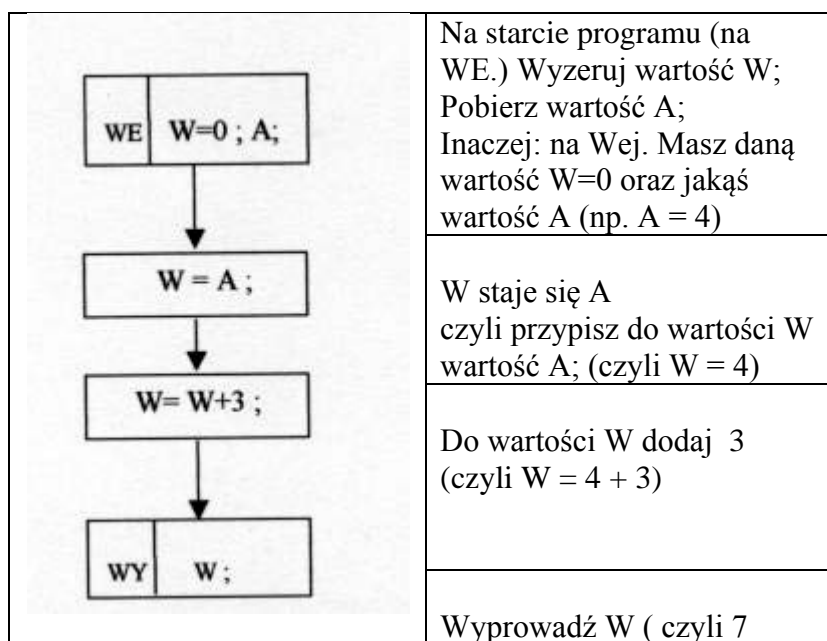 WE W=0 ; A;
W = A ;
W= W+3 ;
WY W ;
Na starcie programu (na
WE.) Wyzeruj wartość W;
Pobierz wartość A;
Inaczej: na Wej. Masz daną
wartość W=0 oraz jakąś
wartość A (np. A = 4)
W staje się A
czyli przypisz do wartości W
wartość A; (czyli W = 4)
Do wartości W dodaj 3
(czyli W = 4 + 3)
Wyprowadź W ( czyli 7